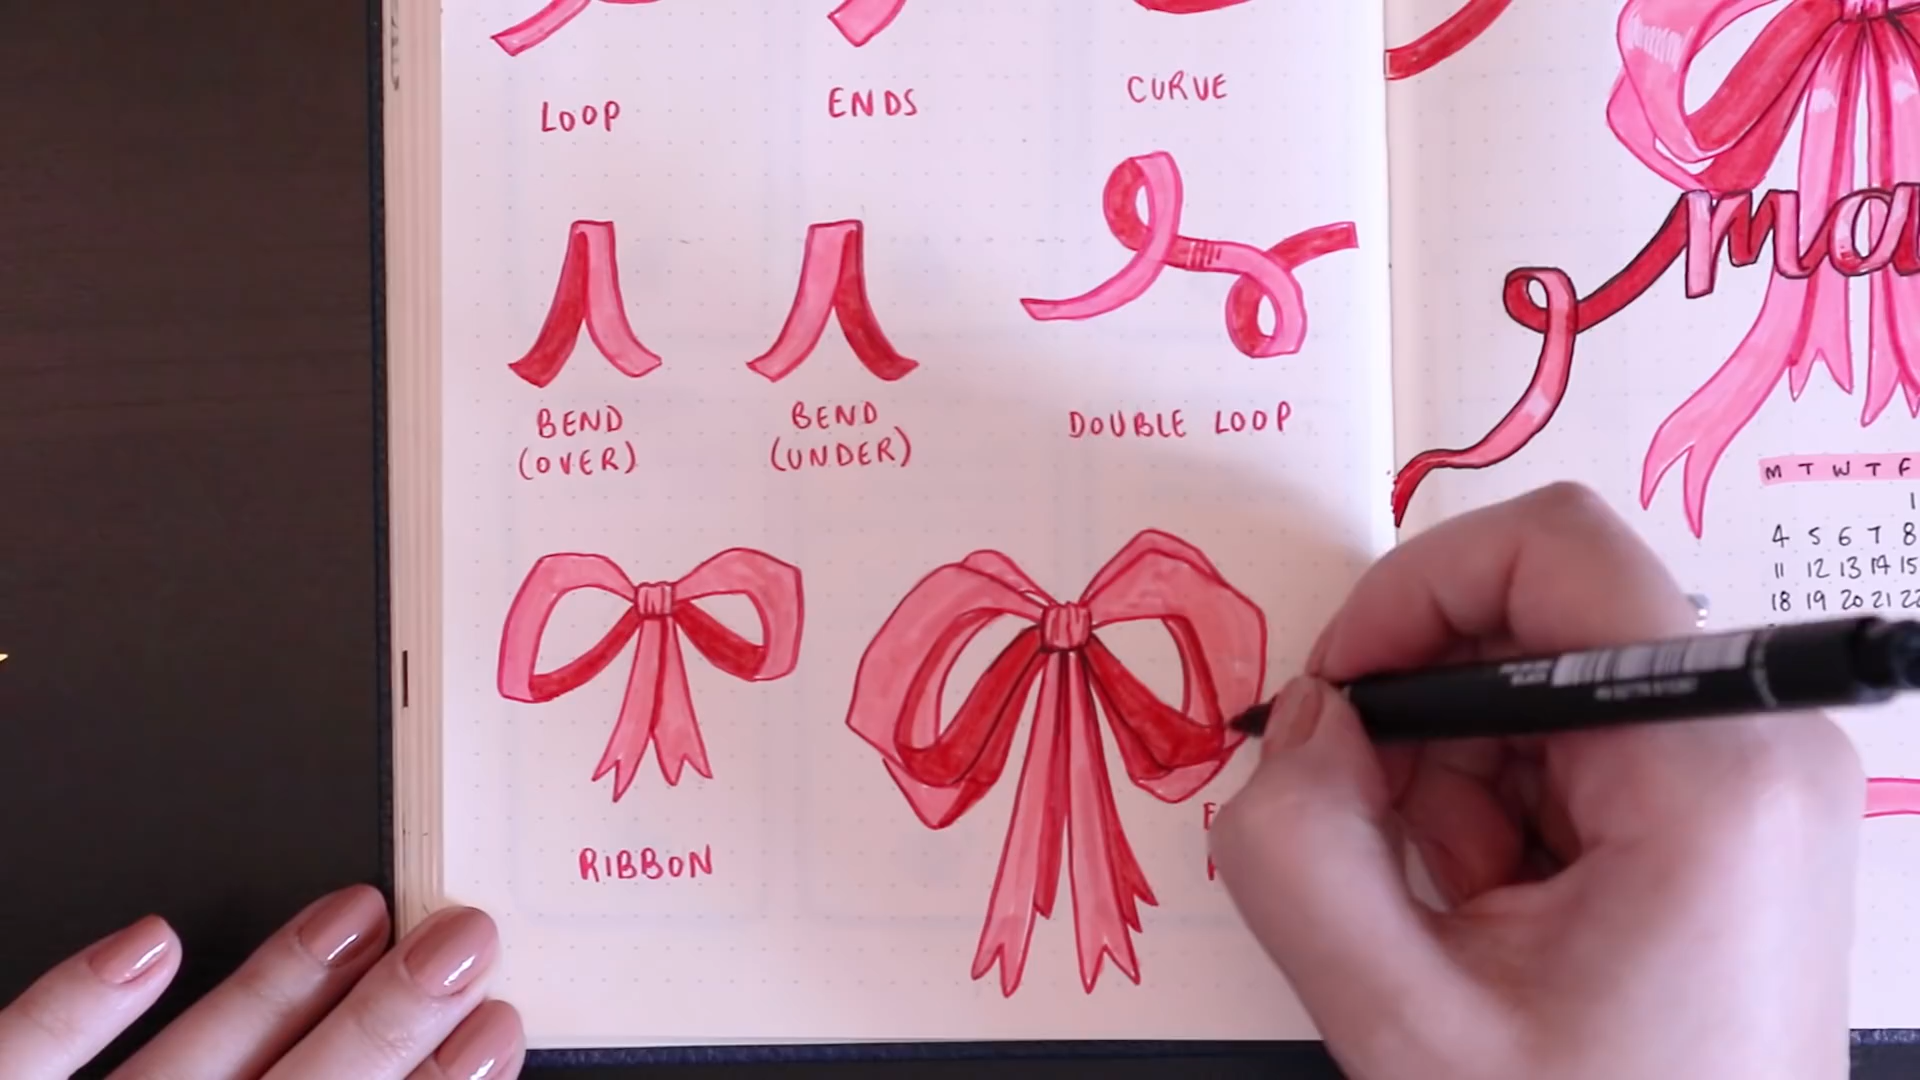 LOOP
ENDS
CURVE
BEND
(OVER)
BEND
(UNDER)
DOUBLE LOOP
RIBBON
M T W T F
1
4 5 6 7 8
11 12 13 14 15
18 19 20 21 22